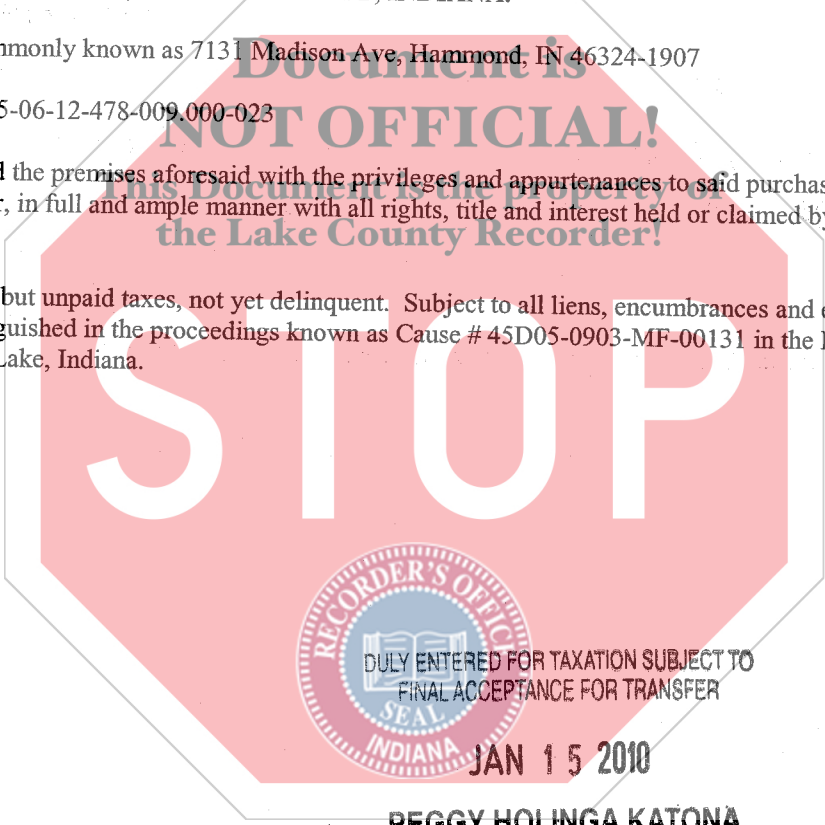 mmonly known as 7131 Madison Ave, Hammond, IN 46324-1907
Document is
5-06-12-478-009.000-023
NOT OFFICIAL!
the premises aforesaid with the privileges and appurtenances to said purchas
This Document is the property of
, in full and ample manner with all rights, title and interest held or claimed by
the Lake County Recorder!
but unpaid taxes, not yet delinquent. Subject to all liens, encumbrances and
guished in the proceedings known as Cause # 45D05-0903-MF-00131 in the
Lake, Indiana.
STOP
RECORDER'S OFFICE
SEAL
INDIANA
DULY ENTERED FOR TAXATION SUBJECT TO
FINAL ACCEPTANCE FOR TRANSFER
JAN 15 2010
PEGGY HOLINGA KATONA